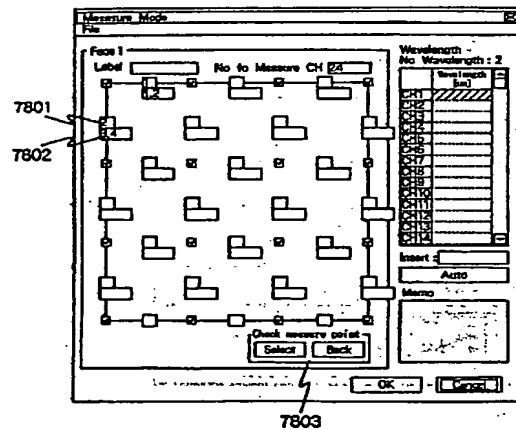 Measure Mode
File
Face 1
Label
No to Measure CH 24
Wavelength
No Wavelength : 2
Wavelength
[nm]
CH1
CH2
CH3
CH4
CH5
CH6
CH7
CH8
CH9
CH10
CH11
CH12
CH13
CH14
7801
7802
Insert :
Auto
Memo
Check measure point
Select
Back
OK
Cancel
7803